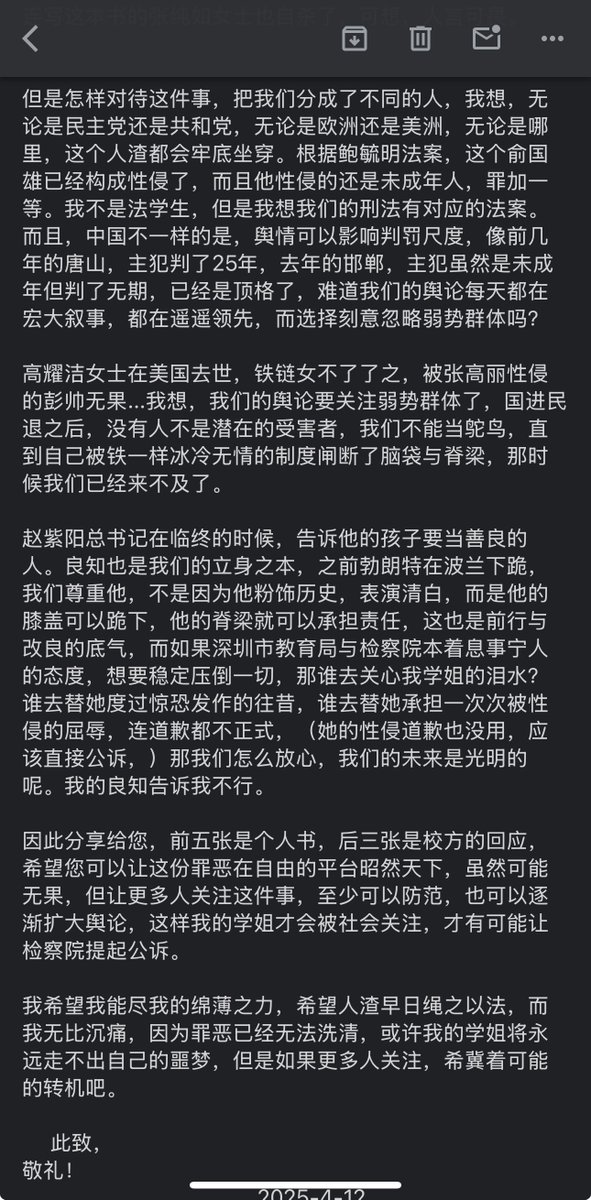 但是怎样对待这件事，把我们分成了不同的人，我想，无
论是民主党还是共和党，无论是欧洲还是美洲，无论是哪
里，这个人渣都会牢底坐穿。根据鲍毓明法案，这个俞国
雄已经构成性侵了，而且他性侵的还是未成年人，罪加一
等。我不是法学生，但是我想我们的刑法有对应的法案。
而且，中国不一样的是，舆情可以影响判罚尺度，像前几
年的唐山，主犯判了25年，去年的邯郸，主犯虽然是未成
年但判了无期，已经是顶格了，难道我们的舆论每天都在
宏大叙事，都在遥遥领先，而选择刻意忽略弱势群体吗?
高耀洁女士在美国去世，铁链女不了了之，被张高丽性侵
的彭帅无果...我想，我们的舆论要关注弱势群体了，国进民
退之后，没有人不是潜在的受害者，我们不能当鸵鸟，直
到自己被铁一样冰冷无情的制度闸断了脑袋与脊梁，那时
候我们已经来不及了。
赵紫阳总书记在临终的时候，告诉他的孩子要当善良的
人。良知也是我们的立身之本，之前勃朗特在波兰下跪，
我们尊重他，不是因为他粉饰历史，表演清白，而是他的
膝盖可以跪下，他的脊梁就可以承担责任，这也是前行与
改良的底气，而如果深圳市教育局与检察院本着息事宁人
的态度，想要稳定压倒一切，那谁去关心我学姐的泪水?
谁去替她度过惊恐发作的往昔，谁去替她承担一次次被性
侵的屈辱，连道歉都不正式，（她的性侵道歉也没用，应
该直接公诉，）那我们怎么放心，我们的未来是光明的
呢。我的良知告诉我不行。
因此分享给您，前五张是个人书，后三张是校方的回应，
希望您可以让这份罪恶在自由的平台昭然天下，虽然可能
无果，但让更多人关注这件事，至少可以防范，也可以逐
渐扩大舆论，这样我的学姐才会被社会关注，才有可能让
检察院提起公诉。
我希望我能尽我的绵薄之力，希望人渣早日绳之以法，而
我无比沉痛，因为罪恶已经无法洗清，或许我的学姐将永
远走不出自己的噩梦，但是如果更多人关注，希冀着可能
的转机吧。
此致，
敬礼!
2025-4-12